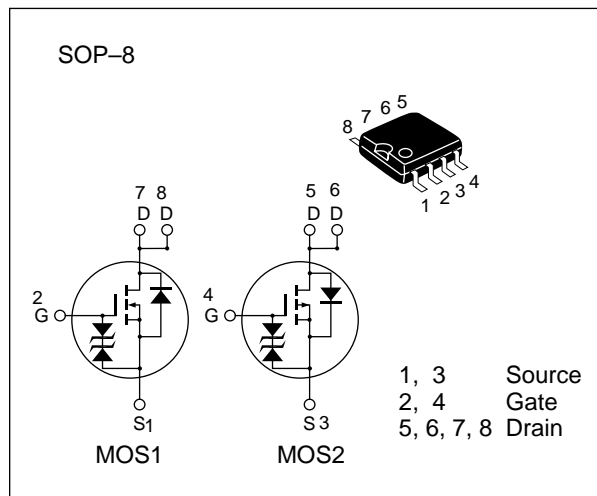 SOP–8
8 7 6 5
1 2 3 4
7 8
D D
5 6
D D
2
G
4
G
S1
S 3
MOS1
MOS2
1, 3 Source
2, 4 Gate
5, 6, 7, 8 Drain